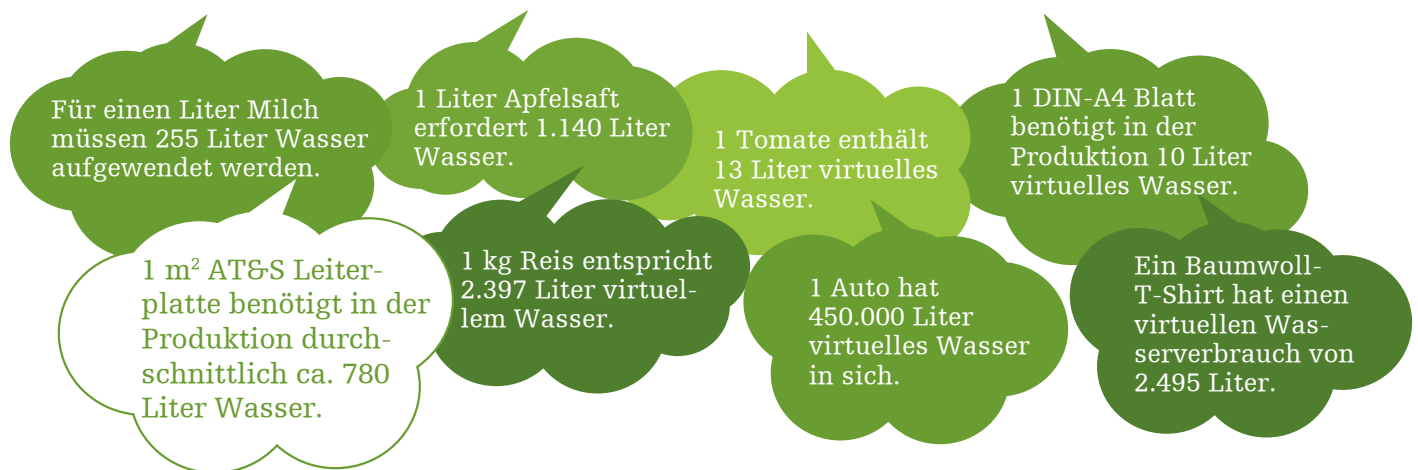 Für einen Liter Milch
müssen 255 Liter Wasser
aufgewendet werden.
1 Liter Apfelsaft
erfordert 1.140 Liter
Wasser.
1 Tomate enthält
13 Liter virtuelles
Wasser.
1 DIN-A4 Blatt
benötigt in der
Produktion 10 Liter
virtuelles Wasser.
1 m² AT&S Leiter-
platte benötigt in der
Produktion durch-
schnittlich ca. 780
Liter Wasser.
1 kg Reis entspricht
2.397 Liter virtuel-
lem Wasser.
1 Auto hat
450.000 Liter
virtuelles Wasser
in sich.
Ein Baumwoll-
T-Shirt hat einen
virtuellen Was-
serverbrauch von
2.495 Liter.